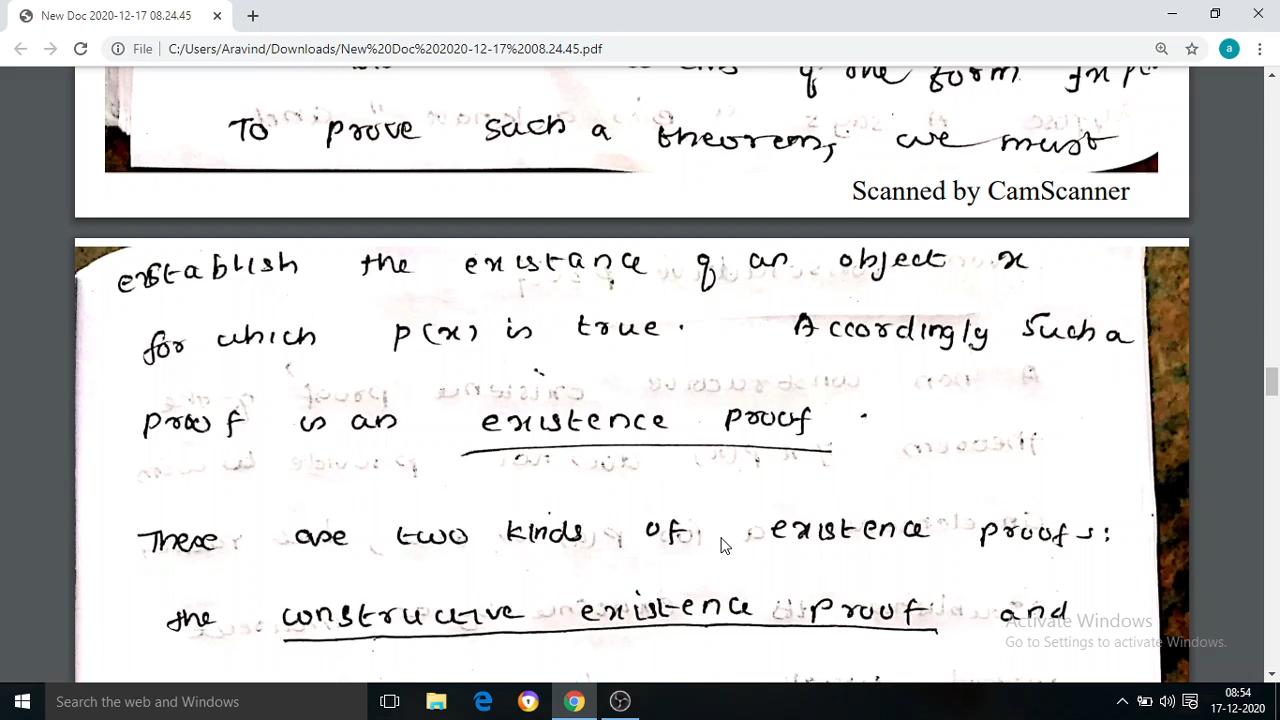 New Doc 2020-12-17 08.24.45
File C:/Users/Aravind/Downloads/New%20Doc%202020-12-17%2008.24.45.pdf
a
of the form
To prove such a theorem, we must
Scanned by CamScanner
establish the existance of an object x
for which p(x) is true. Accordingly such a
proof is an existence proof.
There are two kinds of existence proofs:
the constructive existence proof and
Activate Windows
Go to Settings to activate Windows.
Search the web and Windows
08:54
17-12-2020